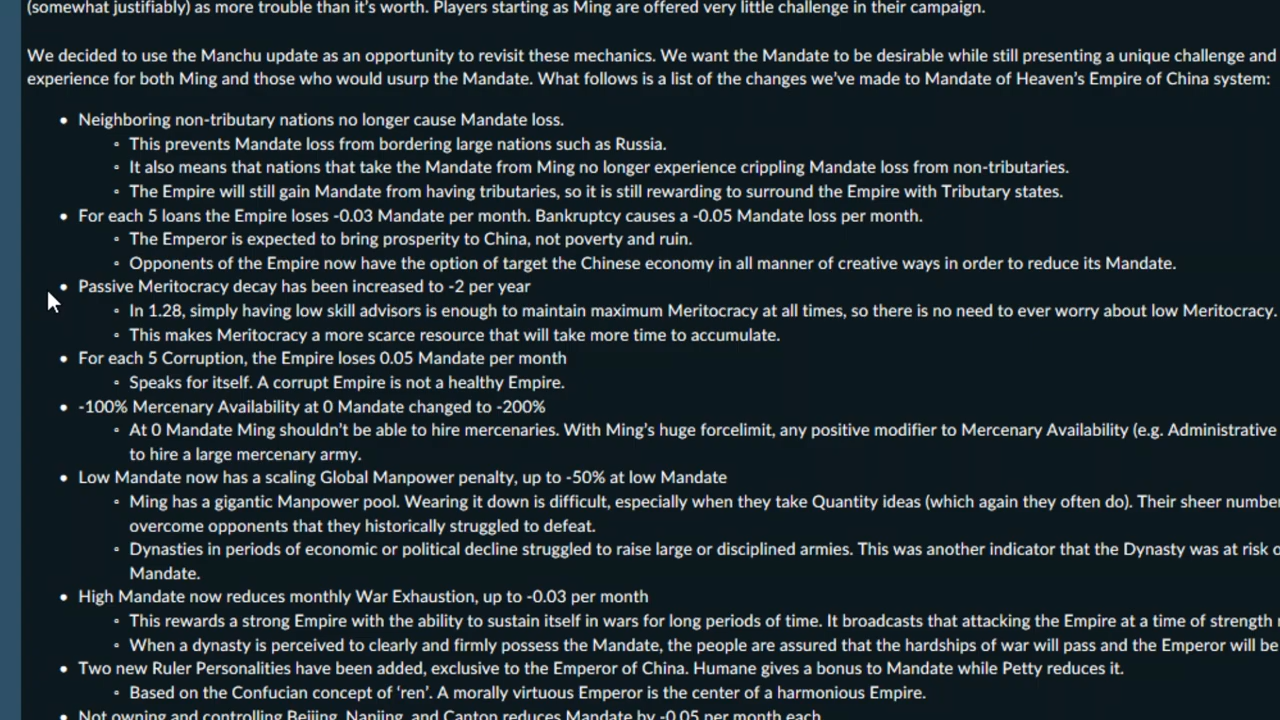 (somewhat justifiably) as more trouble than it's worth. Players starting as Ming are offered very little challenge in their campaign.
We decided to use the Manchu update as an opportunity to revisit these mechanics. We want the Mandate to be desirable while still presenting a unique challenge and
experience for both Ming and those who would usurp the Mandate. What follows is a list of the changes we've made to Mandate of Heaven's Empire of China system:
• Neighboring non-tributary nations no longer cause Mandate loss.
◦ This prevents Mandate loss from bordering large nations such as Russia.
◦ It also means that nations that take the Mandate from Ming no longer experience crippling Mandate loss from non-tributaries.
◦ The Empire will still gain Mandate from having tributaries, so it is still rewarding to surround the Empire with Tributary states.
• For each 5 loans the Empire loses -0.03 Mandate per month. Bankruptcy causes a -0.05 Mandate loss per month.
◦ The Emperor is expected to bring prosperity to China, not poverty and ruin.
◦ Opponents of the Empire now have the option of target the Chinese economy in all manner of creative ways in order to reduce its Mandate.
• Passive Meritocracy decay has been increased to -2 per year
◦ In 1.28, simply having low skill advisors is enough to maintain maximum Meritocracy at all times, so there is no need to ever worry about low Meritocracy.
◦ This makes Meritocracy a more scarce resource that will take more time to accumulate.
• For each 5 Corruption, the Empire loses 0.05 Mandate per month
◦ Speaks for itself. A corrupt Empire is not a healthy Empire.
• -100% Mercenary Availability at 0 Mandate changed to -200%
◦ At 0 Mandate Ming shouldn't be able to hire mercenaries. With Ming's huge forcelimit, any positive modifier to Mercenary Availability (e.g. Administrative
to hire a large mercenary army.
• Low Mandate now has a scaling Global Manpower penalty, up to -50% at low Mandate
◦ Ming has a gigantic Manpower pool. Wearing it down is difficult, especially when they take Quantity ideas (which again they often do). Their sheer number
overcome opponents that they historically struggled to defeat.
◦ Dynasties in periods of economic or political decline struggled to raise large or disciplined armies. This was another indicator that the Dynasty was at risk
Mandate.
• High Mandate now reduces monthly War Exhaustion, up to -0.03 per month
◦ This rewards a strong Empire with the ability to sustain itself in wars for long periods of time. It broadcasts that attacking the Empire at a time of strength
◦ When a dynasty is perceived to clearly and firmly possess the Mandate, the people are assured that the hardships of war will pass and the Emperor will be
• Two new Ruler Personalities have been added, exclusive to the Emperor of China. Humane gives a bonus to Mandate while Petty reduces it.
◦ Based on the Confucian concept of 'ren'. A morally virtuous Emperor is the center of a harmonious Empire.
• Not owning and controlling Beijing, Nanjing, and Canton reduces Mandate by -0.05 per month each